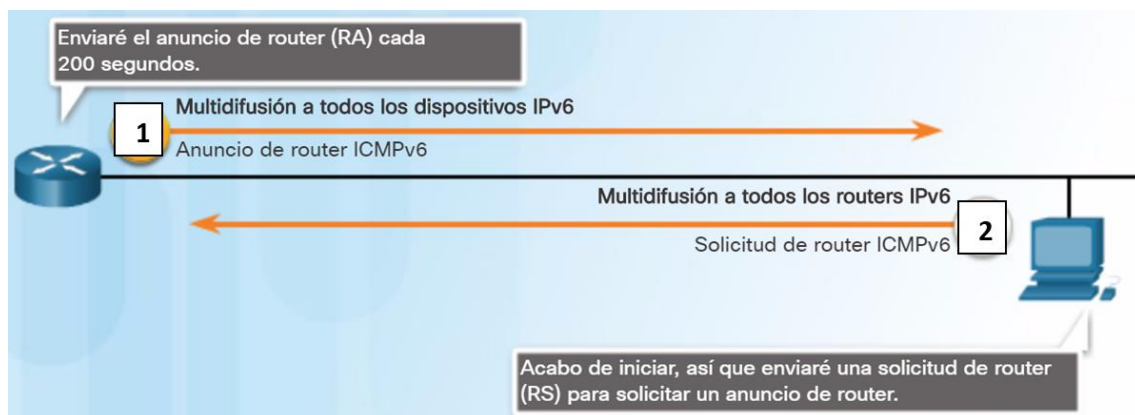 Enviaré el anuncio de router (RA) cada
200 segundos.
Multidifusión a todos los dispositivos IPv6
1
Anuncio de router ICMPv6
Multidifusión a todos los routers IPv6
2
Solicitud de router ICMPv6
Acabo de iniciar, así que enviaré una solicitud de router
(RS) para solicitar un anuncio de router.